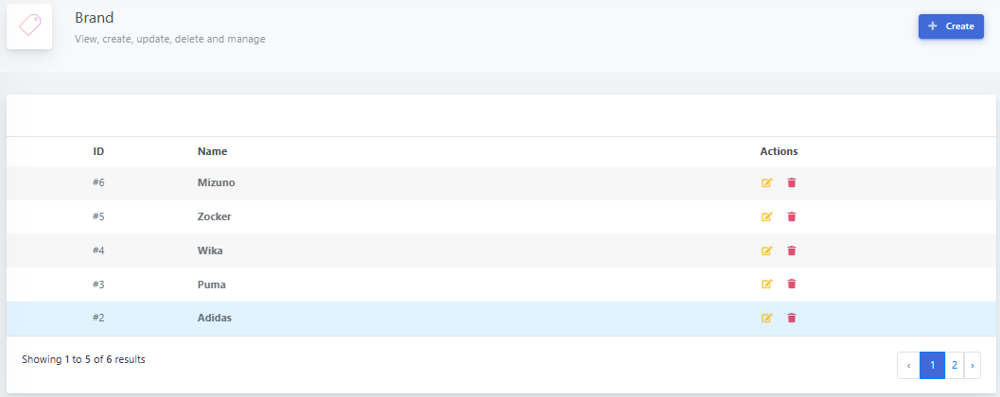 Brand
View, create, update, delete and manage
+ Create
ID Name Actions
#6 Mizuno
#5 Zocker
#4 Wika
#3 Puma
#2 Adidas
Showing 1 to 5 of 6 results
‹ 1 2 ›